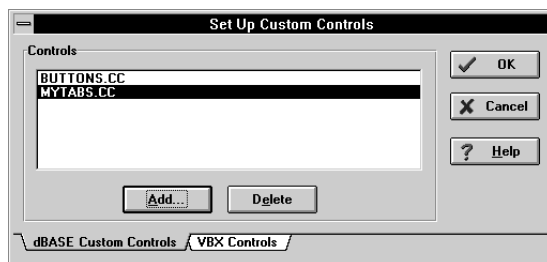 Set Up Custom Controls
Controls
BUTTONS.CC
MYTABS.CC
Add...
Delete
OK
Cancel
Help
dBASE Custom Controls
VBX Controls